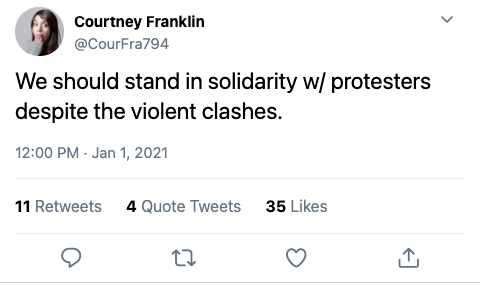 Courtney Franklin
@CourFra794
We should stand in solidarity w/ protesters
despite the violent clashes.
12:00 PM · Jan 1, 2021
11 Retweets 4 Quote Tweets 35 Likes